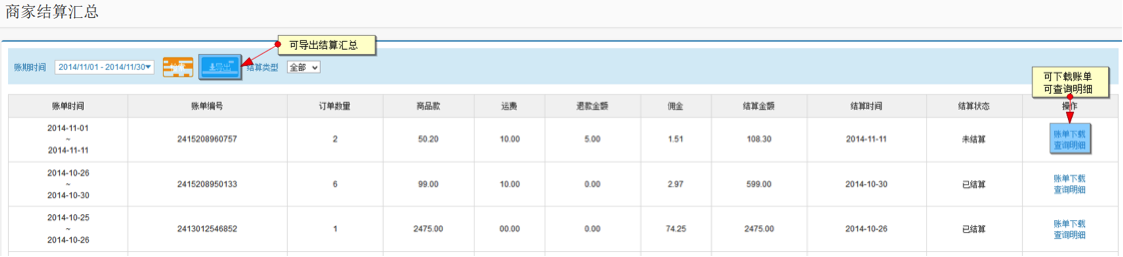 商家结算汇总
可导出结算汇总
账期时间 2014/11/01 - 2014/11/30 导出 结算类型 全部
可下载账单
可查询明细
账单时间 账单编号 订单数量 商品款 运费 退款金额 佣金 结算金额 结算时间 结算状态 操作
2014-11-01
~
2014-11-11
2415208960757 2 50.20 10.00 5.00 1.51 108.30 2014-11-11 未结算
账单下载
查询明细
2014-10-26
~
2014-10-30
2415208950133 6 99.00 10.00 0.00 2.97 599.00 2014-10-30 已结算
账单下载
查询明细
2014-10-25
~
2014-10-26
2413012546852 1 2475.00 00.00 0.00 74.25 2475.00 2014-10-26 已结算
账单下载
查询明细